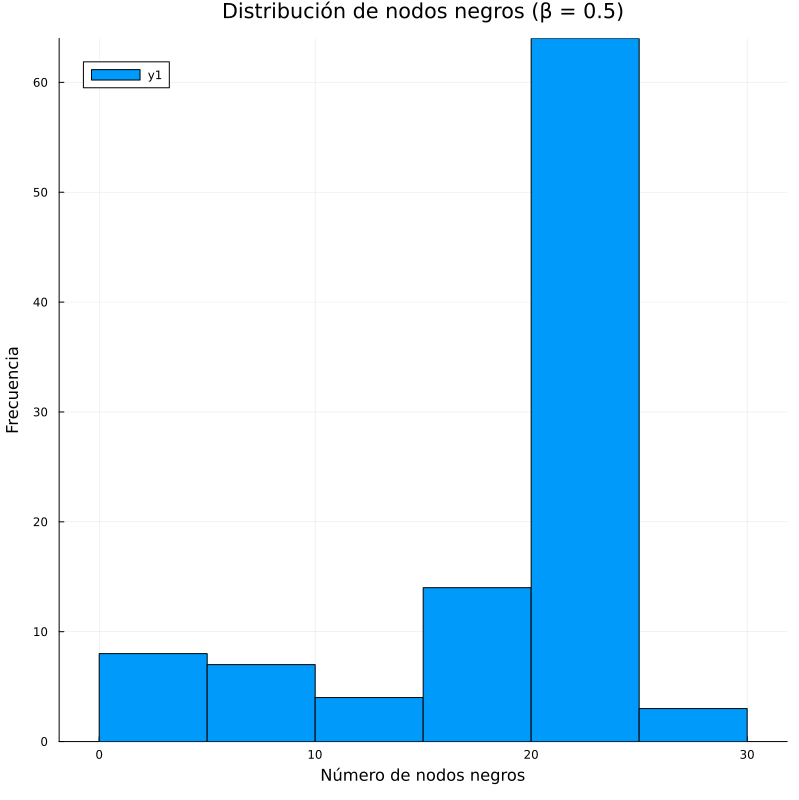 Distribución de nodos negros (β = 0.5)
y1
60
50
40
30
20
10
0
Frecuencia
0 10 20 30
Número de nodos negros